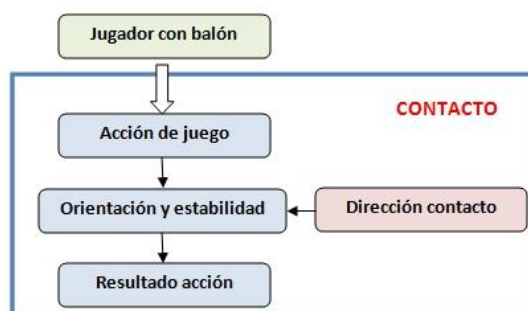 Jugador con balón
CONTACTO
Acción de juego
Orientación y estabilidad
Dirección contacto
Resultado acción